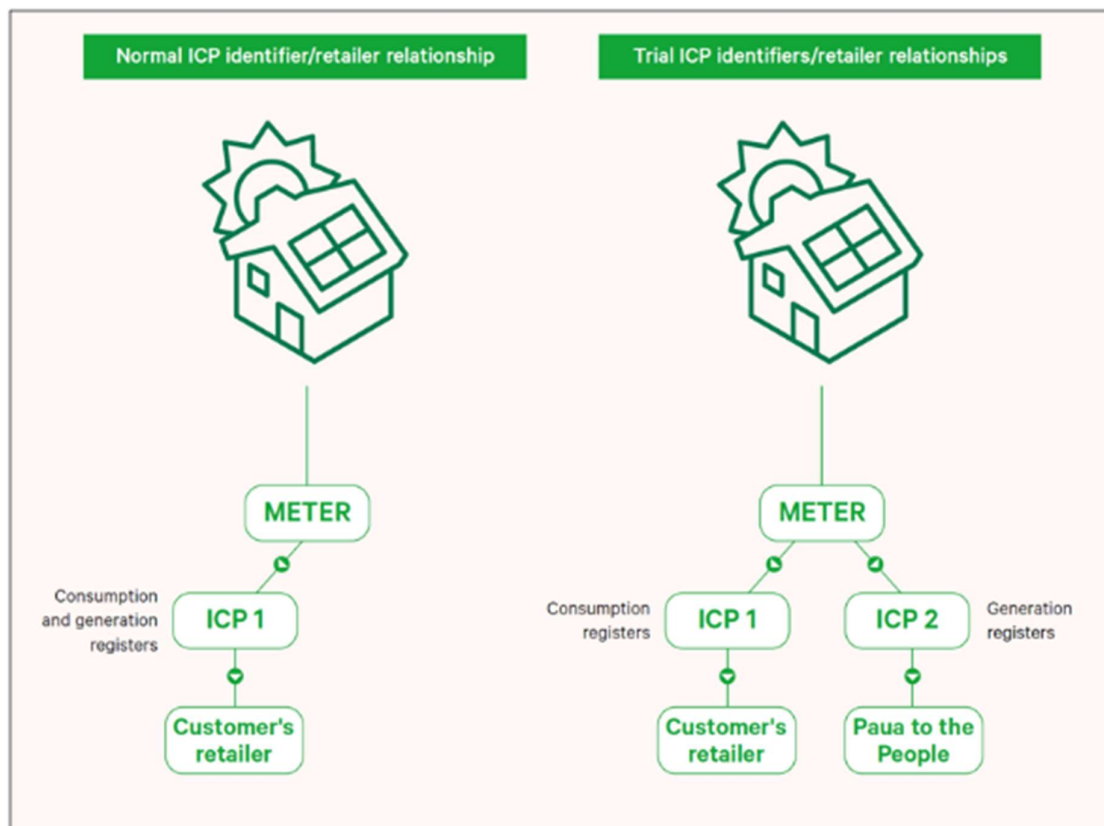 Normal ICP identifier/retailer relationship
METER
Consumption
and generation
registers
ICP 1
Customer's
retailer
Trial ICP identifiers/retailer relationships
METER
Consumption
registers
ICP 1
ICP 2
Generation
registers
Customer's
retailer
Paua to the
People